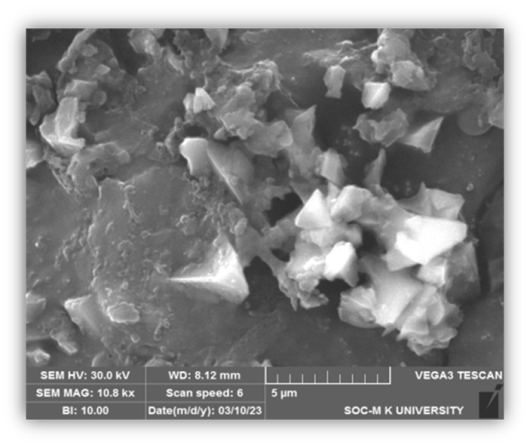 SEM HV: 30.0 kV WD: 8.12 mm VEGA3 TESCAN
SEM MAG: 10.8 kx Scan speed: 6 5 µm
BI: 10.00 Date(m/d/y): 03/10/23 SOC-M K UNIVERSITY